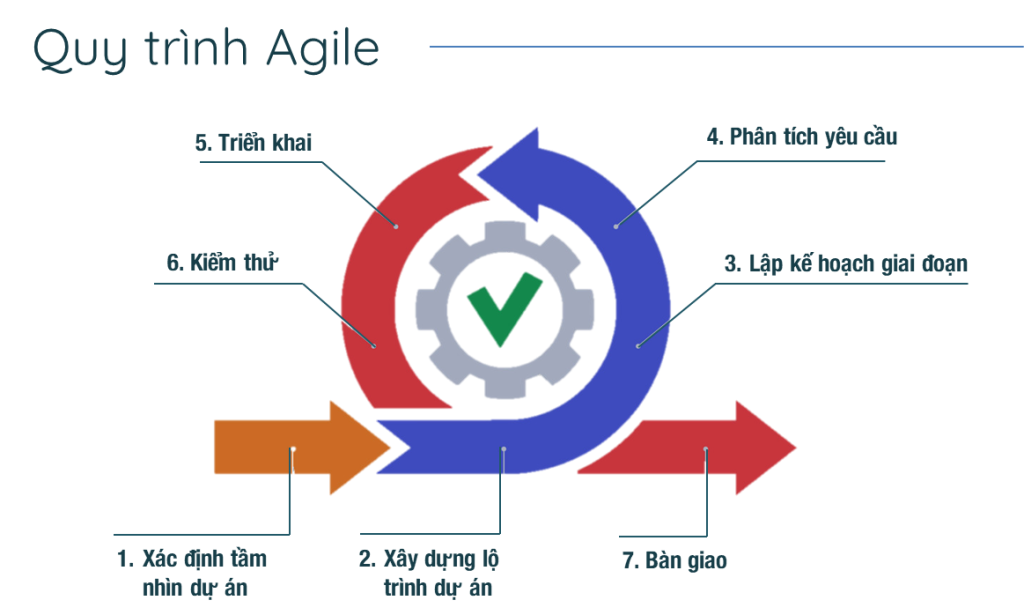 Quy trình Agile
5. Triển khai
4. Phân tích yêu cầu
6. Kiểm thử
3. Lập kế hoạch giai đoạn
1. Xác định tầm
nhìn dự án
2. Xây dựng lộ
trình dự án
7. Bàn giao